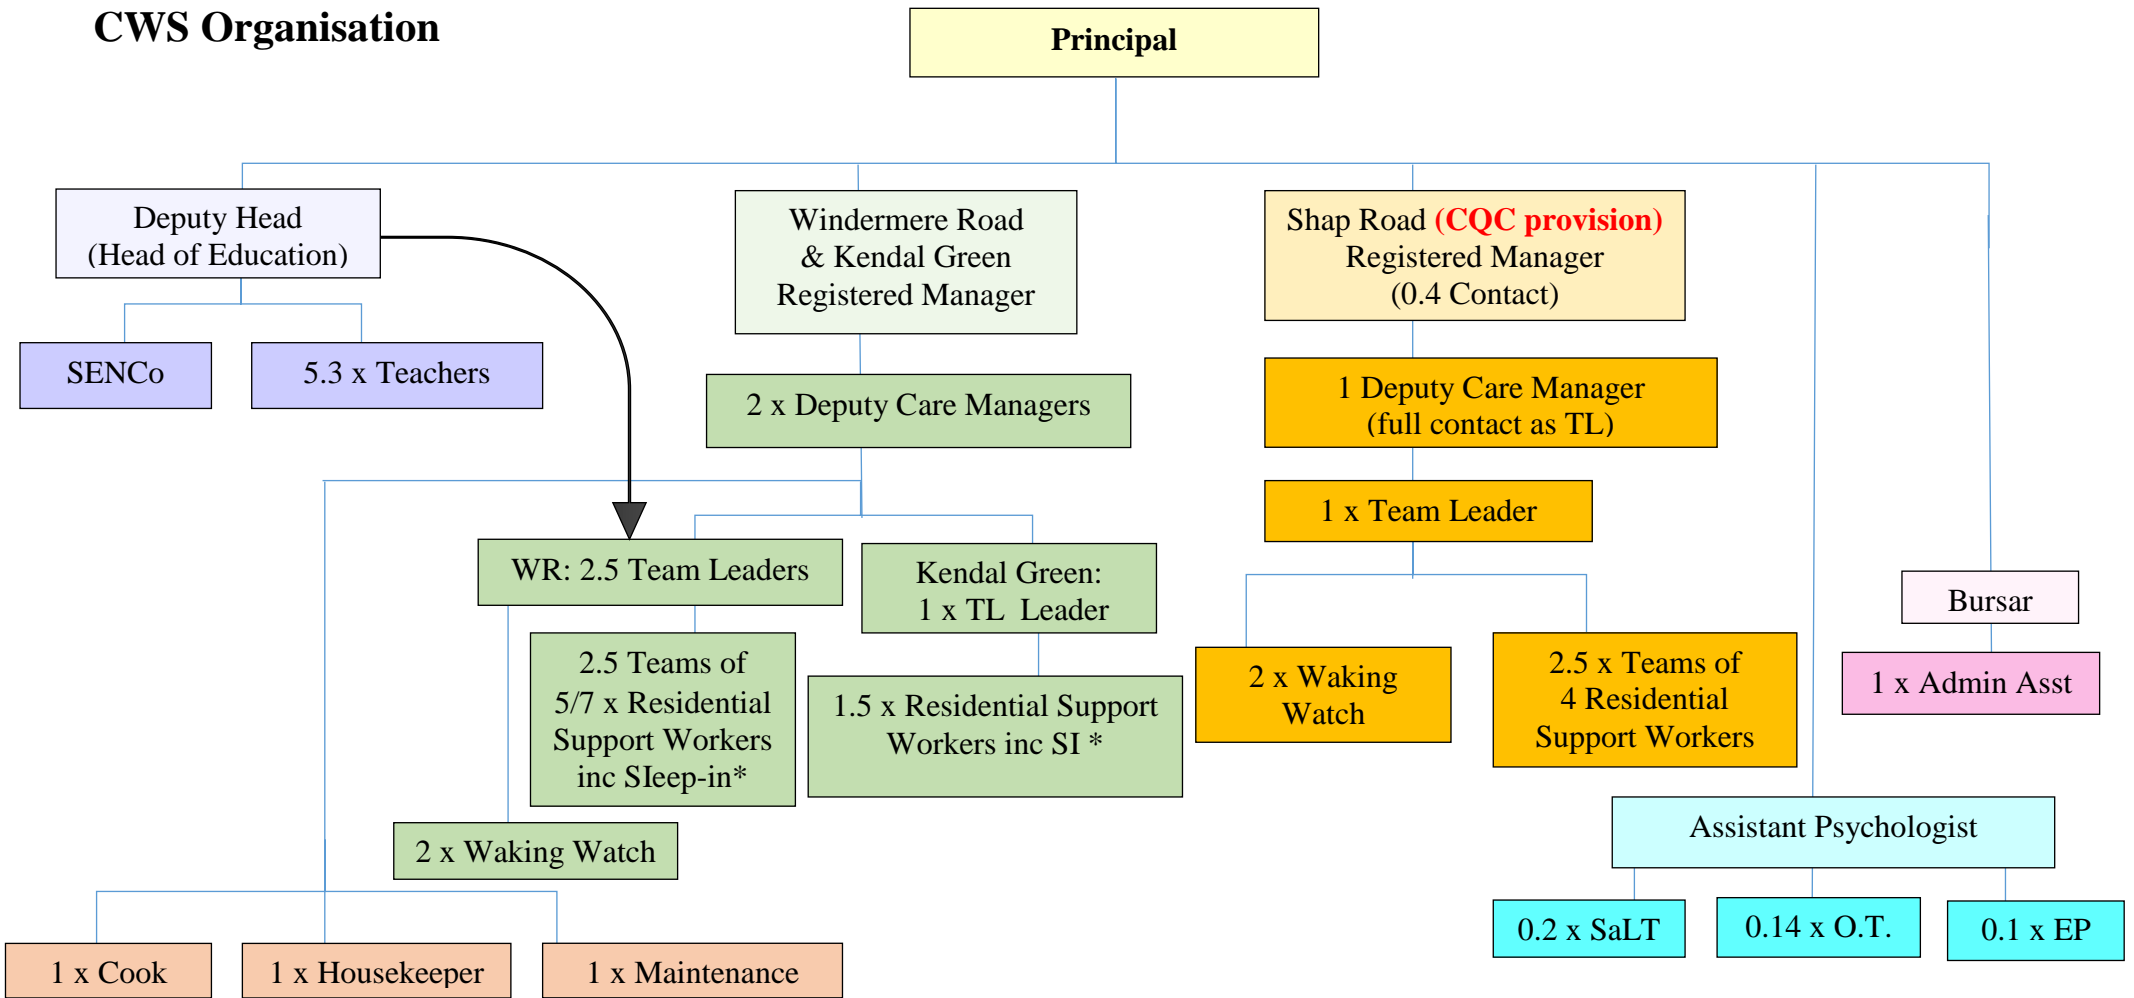 CWS Organisation
Principal
Deputy Head
(Head of Education)
Windermere Road
& Kendal Green
Registered Manager
Shap Road (CQC provision)
Registered Manager
(0.4 Contact)
SENCo
5.3 x Teachers
2 x Deputy Care Managers
1 Deputy Care Manager
(full contact as TL)
1 x Team Leader
WR: 2.5 Team Leaders
Kendal Green:
1 x TL Leader
Bursar
2.5 Teams of
5/7 x Residential
Support Workers
inc SIeep-in*
1.5 x Residential Support
Workers inc SI *
2 x Waking
Watch
2.5 x Teams of
4 Residential
Support Workers
1 x Admin Asst
2 x Waking Watch
Assistant Psychologist
1 x Cook
1 x Housekeeper
1 x Maintenance
0.2 x SaLT
0.14 x O.T.
0.1 x EP